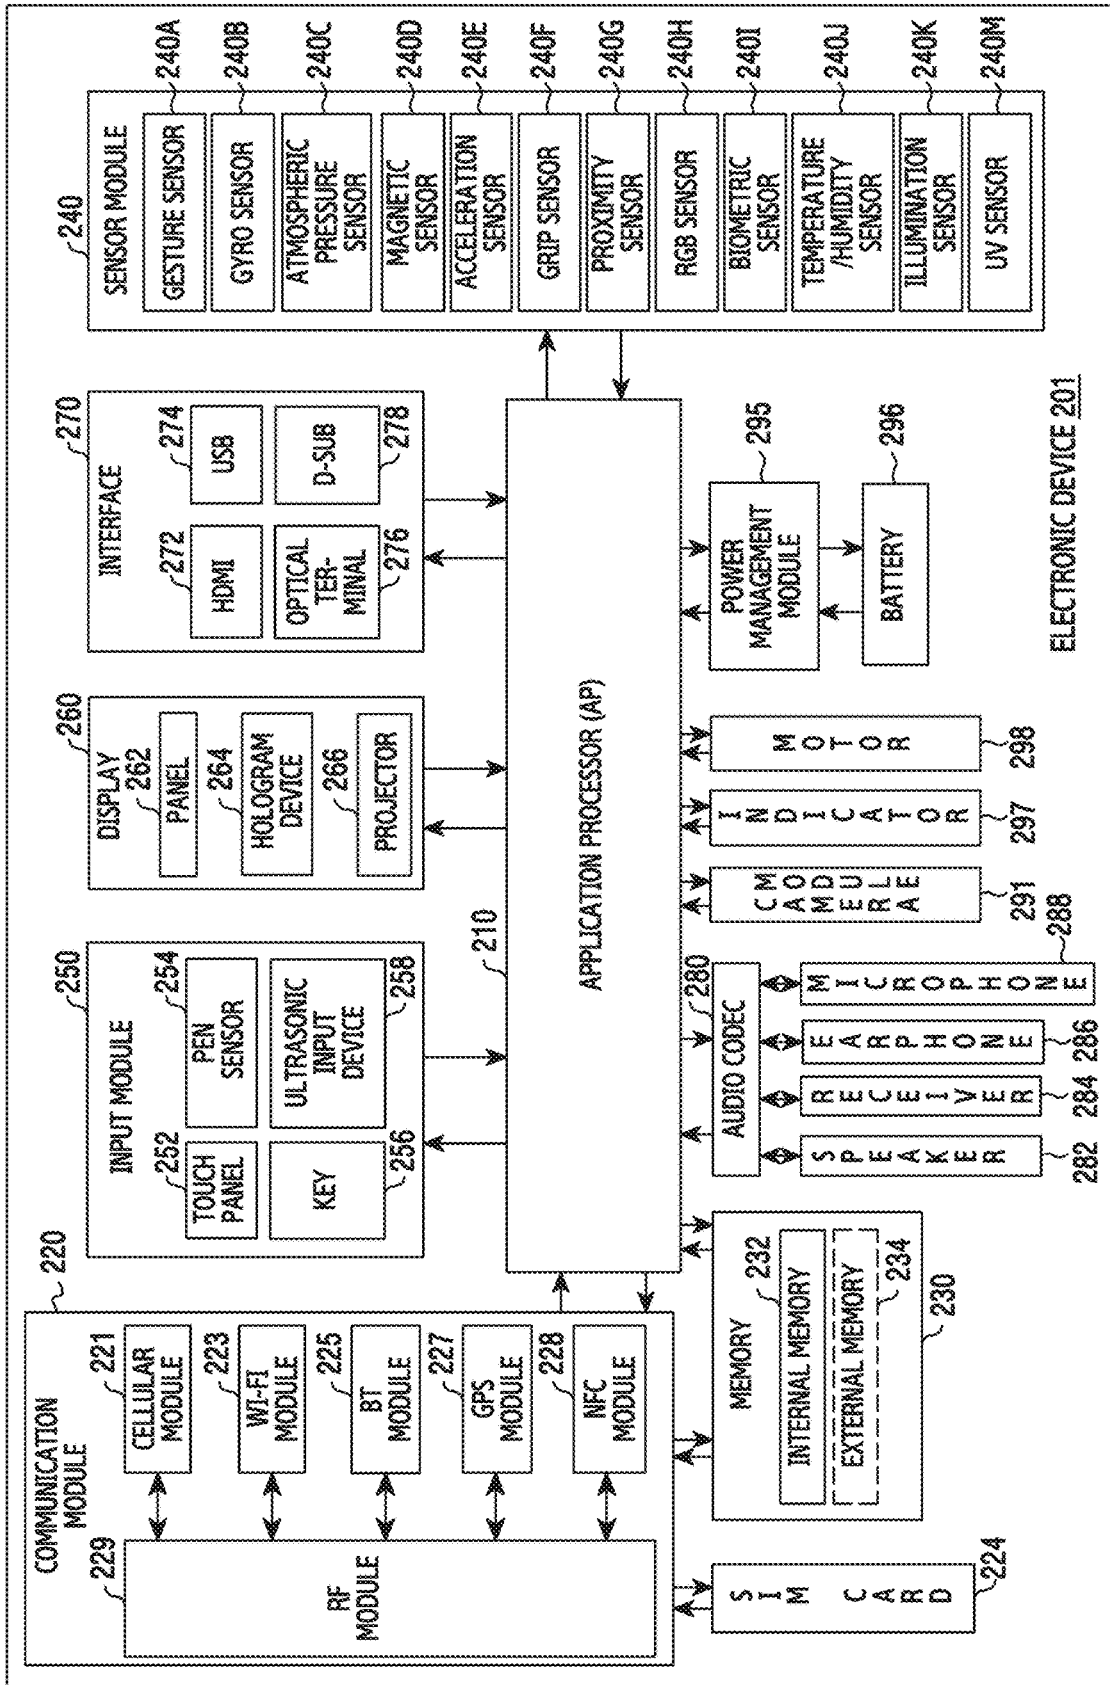 COMMUNICATION
MODULE
220
229
RF
MODULE
221
CELLULAR
MODULE
223
WI-FI
MODULE
225
BT
MODULE
227
GPS
MODULE
228
NFC
MODULE
INPUT MODULE
250
252
TOUCH
PANEL
254
PEN
SENSOR
KEY
256
ULTRASONIC
INPUT
DEVICE
258
DISPLAY
260
262
PANEL
264
HOLOGRAM
DEVICE
266
PROJECTOR
INTERFACE
270
272
HDMI
274
USB
OPTICAL
TER-
MINAL
276
D-SUB
278
240
SENSOR MODULE
GESTURE SENSOR
240A
GYRO SENSOR
240B
ATMOSPHERIC
PRESSURE
SENSOR
240C
MAGNETIC
SENSOR
240D
ACCELERATION
SENSOR
240E
GRIP SENSOR
240F
PROXIMITY
SENSOR
240G
RGB SENSOR
240H
BIOMETRIC
SENSOR
240I
TEMPERATURE
/HUMIDITY
SENSOR
240J
ILLUMINATION
SENSOR
240K
UV SENSOR
240M
210
APPLICATION PROCESSOR (AP)
SIM CARD
224
MEMORY
232
INTERNAL MEMORY
EXTERNAL MEMORY
234
230
AUDIO CODEC
280
SPEAKER
282
RECEIVER
284
EARPHONE
286
MICROPHONE
288
CAMERA
MODULE
291
INDICATOR
297
MOTOR
298
POWER
MANAGEMENT
MODULE
295
BATTERY
296
ELECTRONIC DEVICE 201